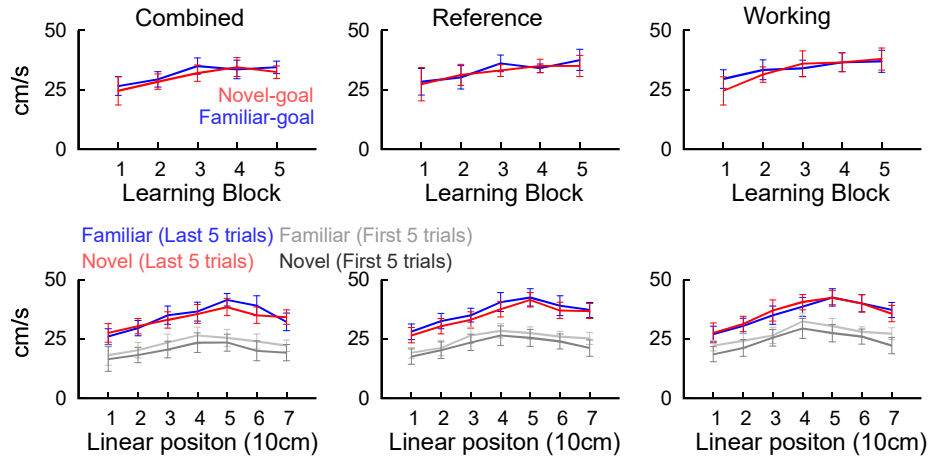 Combined Reference Working
50 50 50
cm/s
25 25 25
Novel-goal
Familiar-goal
0 0 0
1 2 3 4 5 1 2 3 4 5 1 2 3 4 5
Learning Block Learning Block Learning Block
Familiar (Last 5 trials) Familiar (First 5 trials)
Novel (Last 5 trials) Novel (First 5 trials)
50 50 50
cm/s
25 25 25
0 0 0
1 2 3 4 5 6 7 1 2 3 4 5 6 7 1 2 3 4 5 6 7
Linear positon (10cm) Linear positon (10cm) Linear positon (10cm)